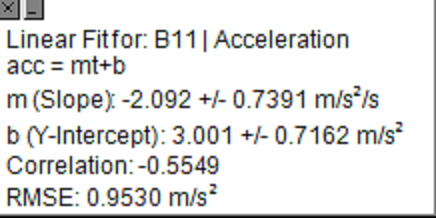 Linear Fit for: B11 | Acceleration
acc = mt+b
m (Slope): -2.092 +/- 0.7391 m/s²/s
b (Y-Intercept): 3.001 +/- 0.7162 m/s²
Correlation: -0.5549
RMSE: 0.9530 m/s²